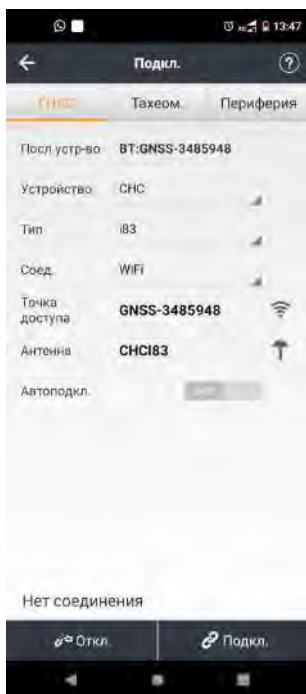 13:47
Подкл.
?
ГНСС Тахеом. Периферия
Посл.устр-во BT:GNSS-3485948
Устройство CHC
Тип i83
Соед. WiFi
Точка доступа GNSS-3485948
Антенна CHCI83
Автоподкл.
Нет соединения
Откл. Подкл.